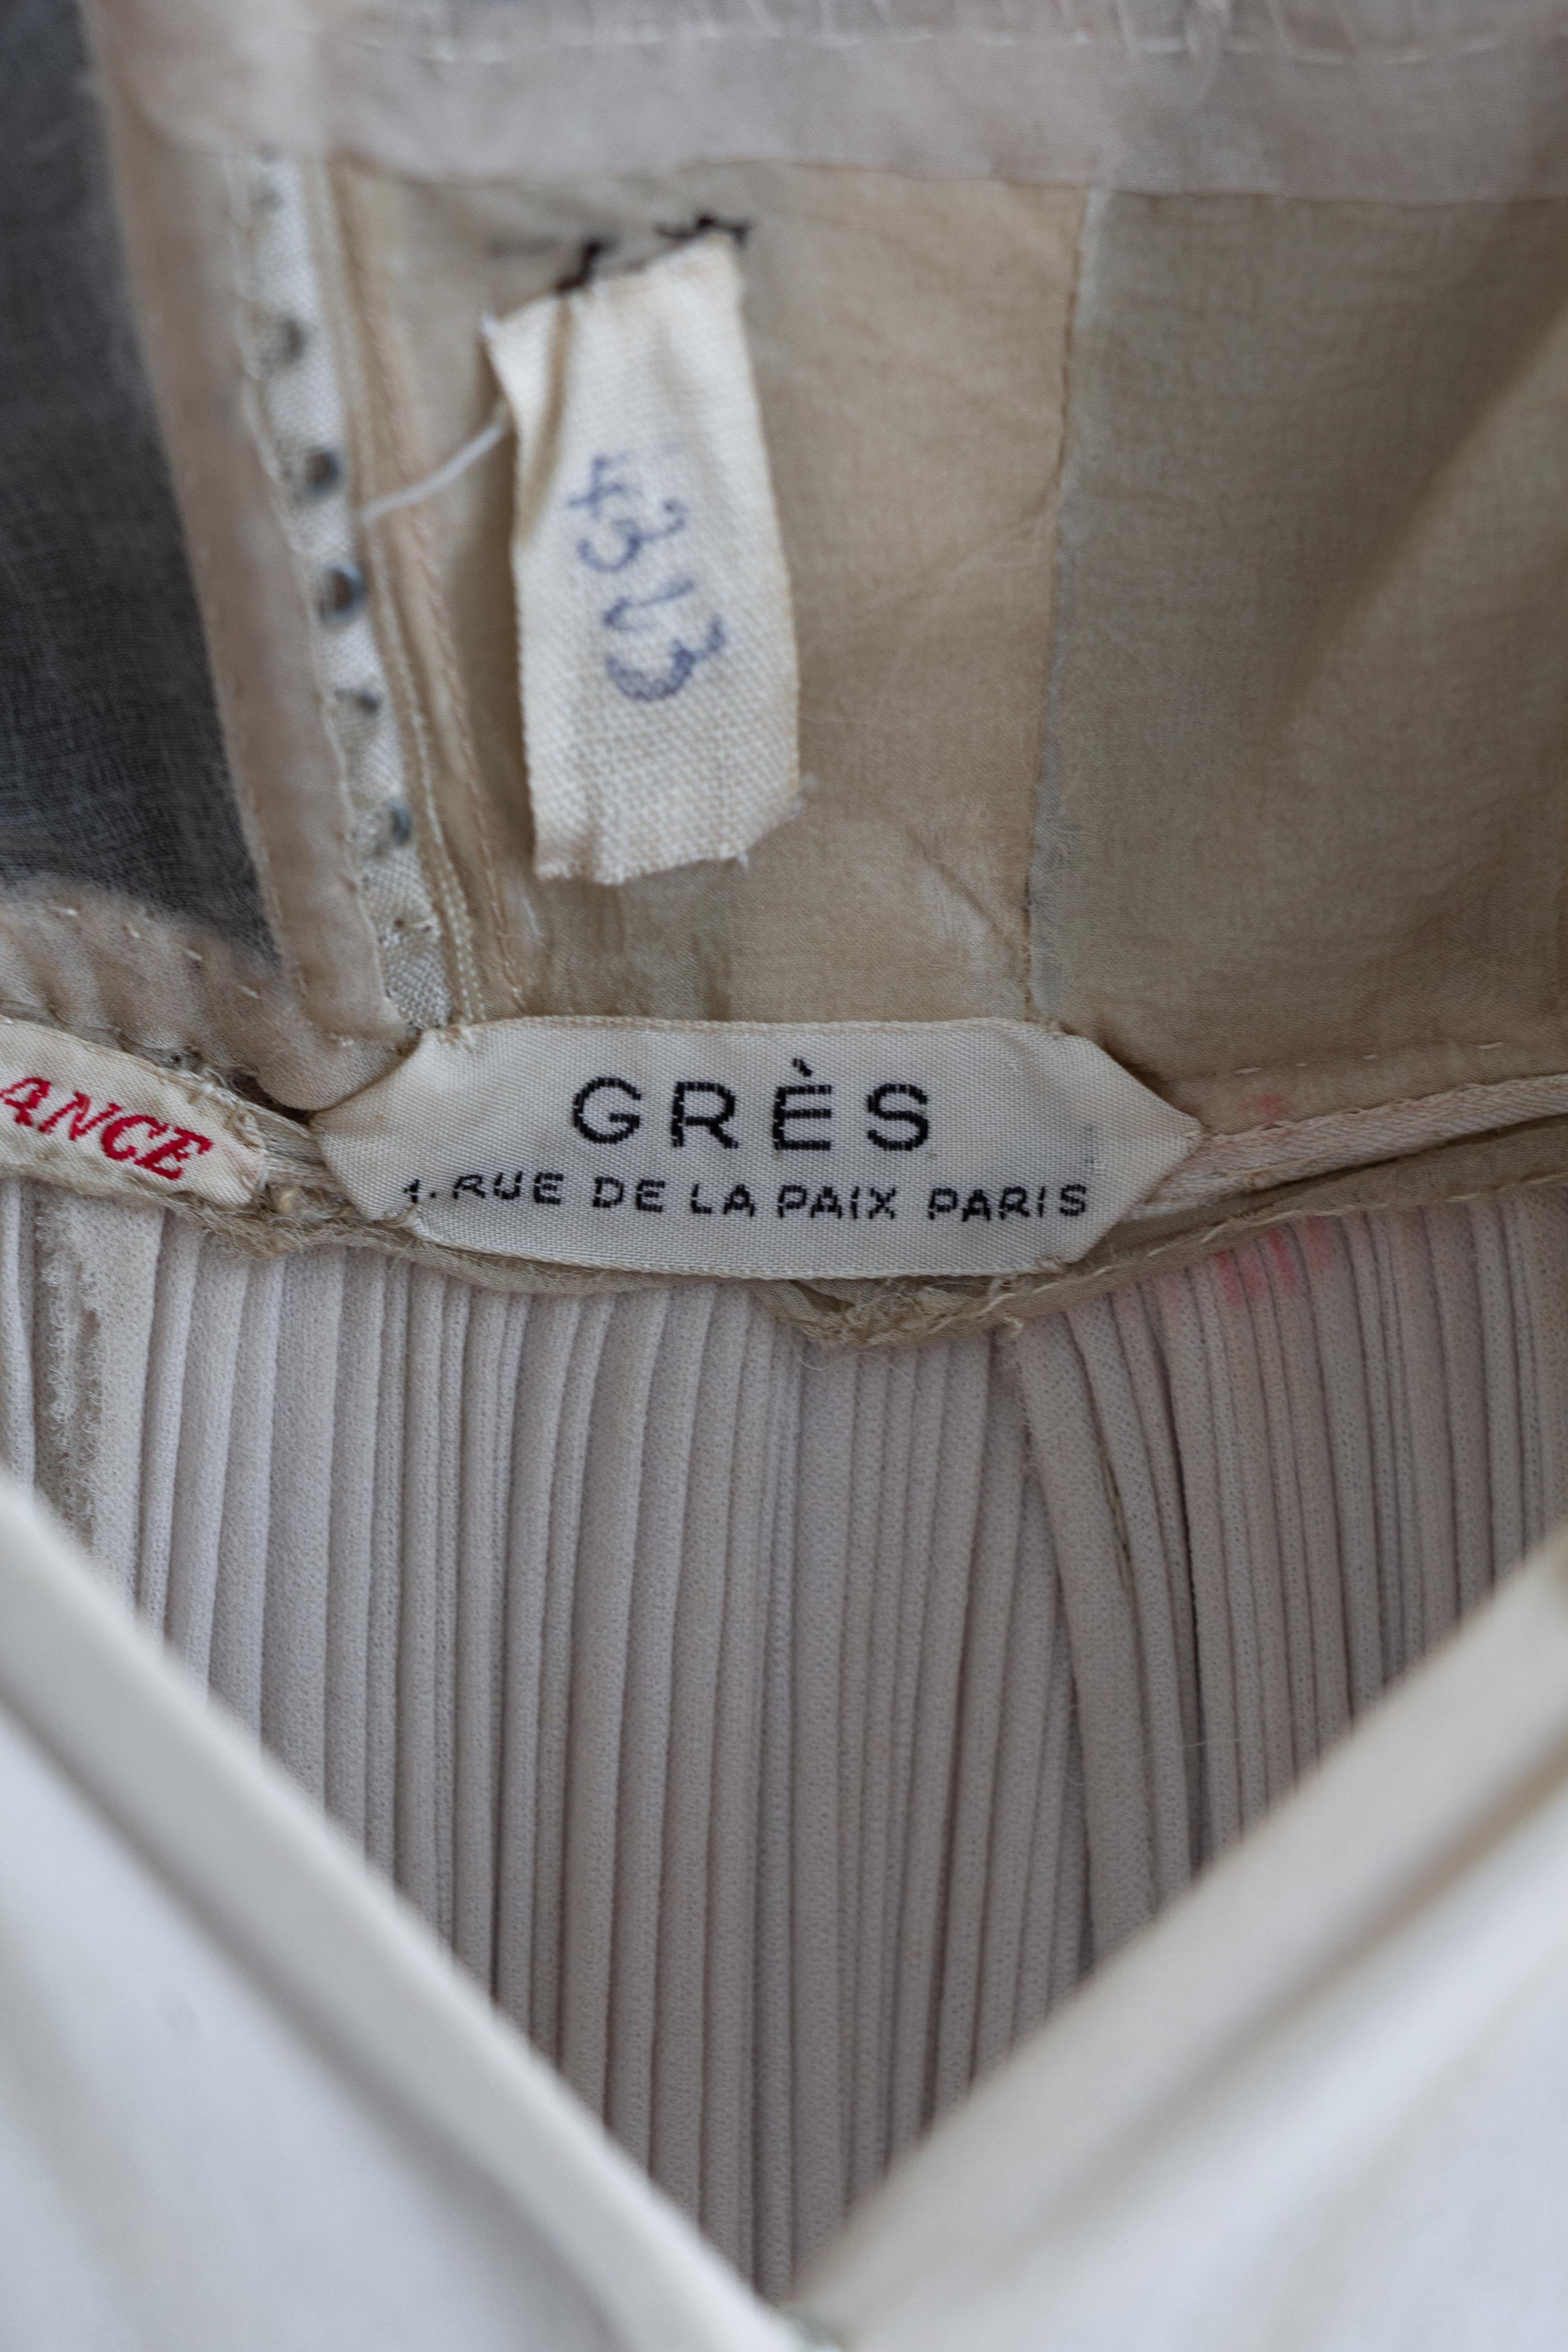 4313
ANCE
GRÈS
1. RUE DE LA PAIX PARIS